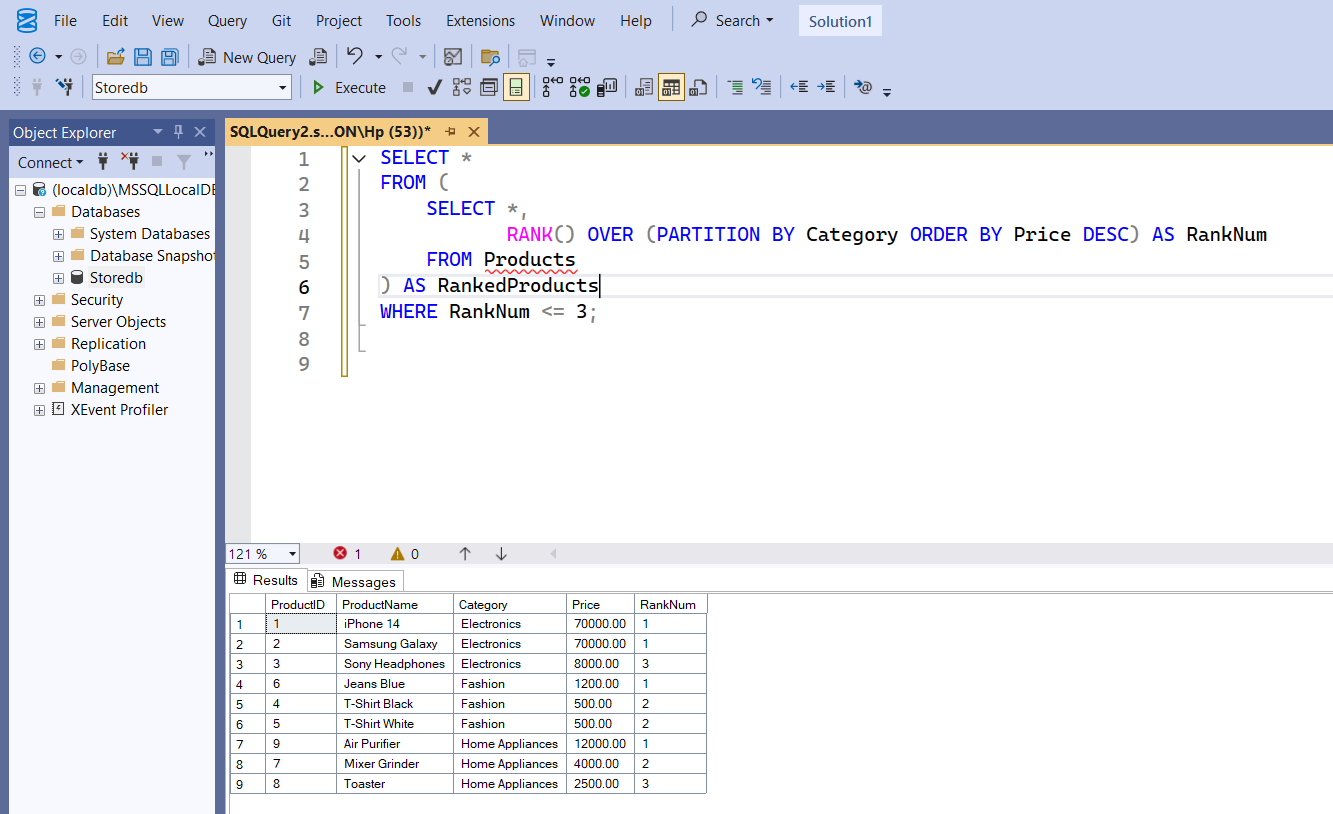 File Edit View Query Git Project Tools Extensions Window Help Search Solution1
New Query
Storedb Execute
Object Explorer
Connect
(localdb)\MSSQLLocalDB
Databases
System Databases
Database Snapshot
Storedb
Security
Server Objects
Replication
PolyBase
Management
XEvent Profiler
SQLQuery2.s...ON\Hp (53))*
1 SELECT *
2 FROM (
3 SELECT *,
4 RANK() OVER (PARTITION BY Category ORDER BY Price DESC) AS RankNum
5 FROM Products
6 ) AS RankedProducts
7 WHERE RankNum <= 3;
8
9
121 % 1 0
Results Messages
ProductID ProductName Category Price RankNum
1 1 iPhone 14 Electronics 70000.00 1
2 2 Samsung Galaxy Electronics 70000.00 1
3 3 Sony Headphones Electronics 8000.00 3
4 6 Jeans Blue Fashion 1200.00 1
5 4 T-Shirt Black Fashion 500.00 2
6 5 T-Shirt White Fashion 500.00 2
7 9 Air Purifier Home Appliances 12000.00 1
8 7 Mixer Grinder Home Appliances 4000.00 2
9 8 Toaster Home Appliances 2500.00 3